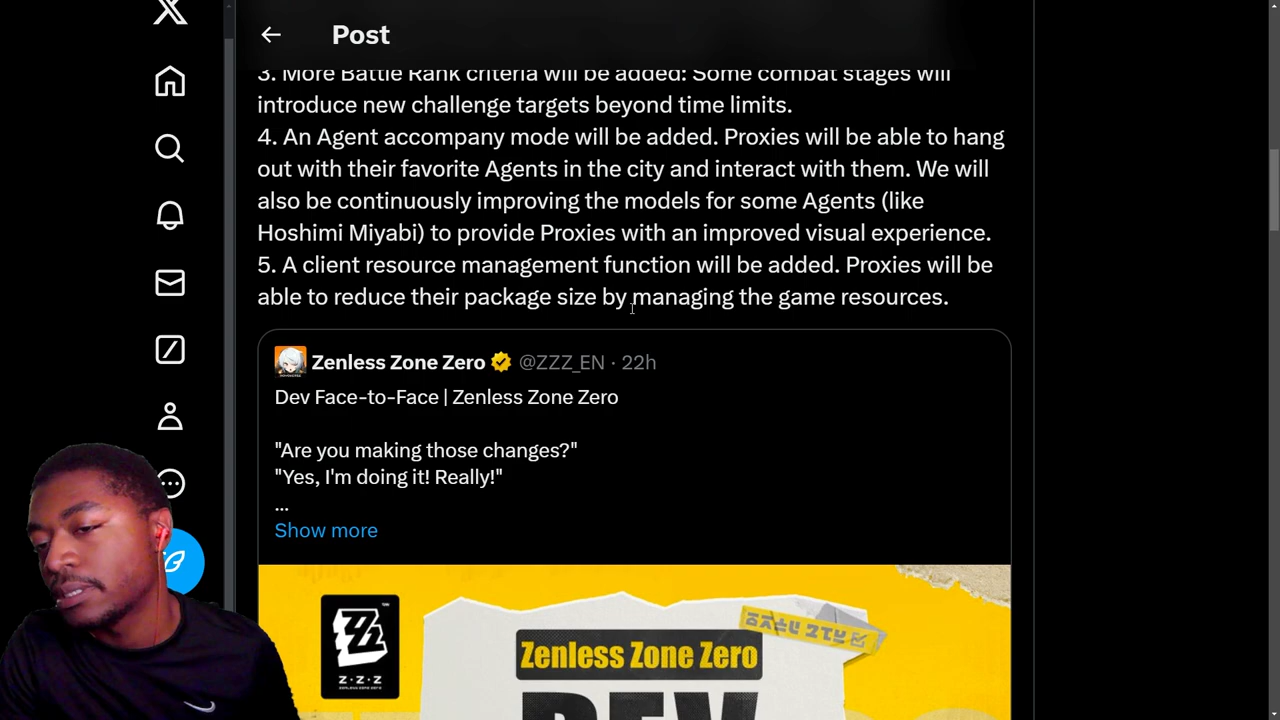 Post
3. More Battle Rank criteria will be added: Some combat stages will
introduce new challenge targets beyond time limits.
4. An Agent accompany mode will be added. Proxies will be able to hang
out with their favorite Agents in the city and interact with them. We will
also be continuously improving the models for some Agents (like
Hoshimi Miyabi) to provide Proxies with an improved visual experience.
5. A client resource management function will be added. Proxies will be
able to reduce their package size by managing the game resources.
Zenless Zone Zero @ZZZ_EN · 22h
Dev Face-to-Face | Zenless Zone Zero
"Are you making those changes?"
"Yes, I'm doing it! Really!"
...
Show more
Z·Z·Z
Zenless Zone Zero
DEV